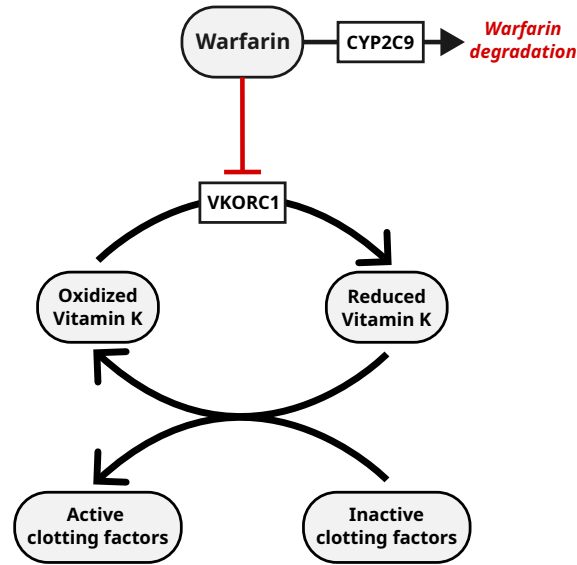 Warfarin
CYP2C9
Warfarin
degradation
VKORC1
Oxidized
Vitamin K
Reduced
Vitamin K
Active
clotting factors
Inactive
clotting factors